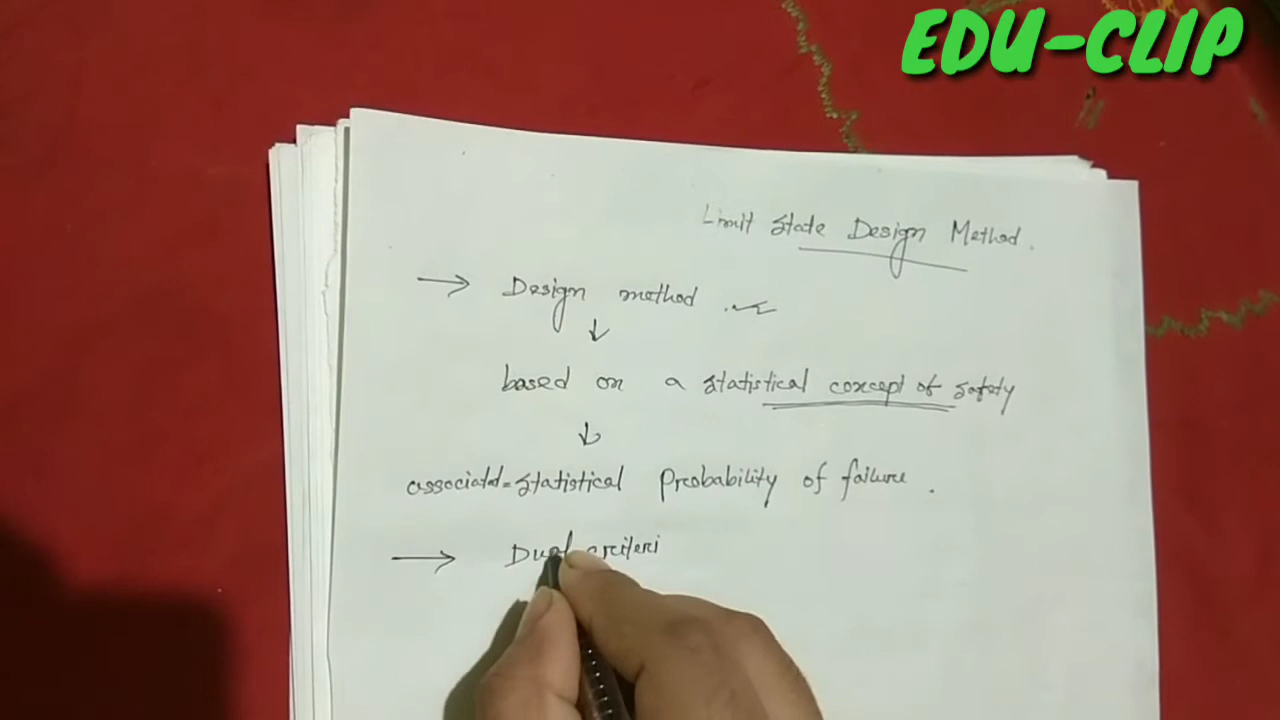 EDU-CLIP
Limit State Design Method.
→ Design method.
↓
based on a statistical concept of safety
↓
associated = statistical Probability of failure.
→ Dual criteri